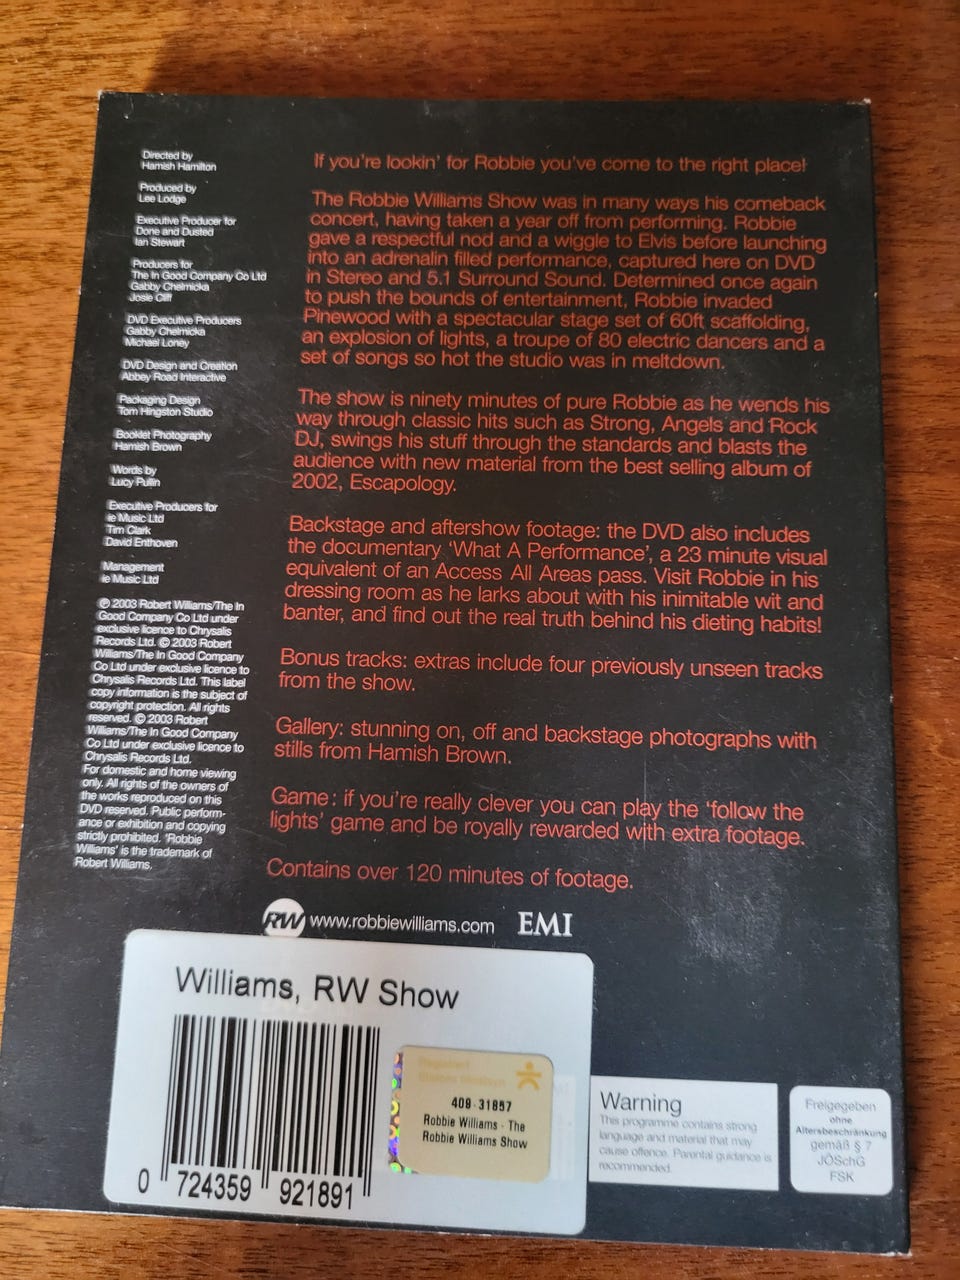 Directed by
Hamish Hamilton
Produced by
Lee Lodge
Executive Producer for
Done and Dusted
Ian Stewart
Producers for
The In Good Company Co Ltd
Gabby Chelmicka
Josie Cliff
DVD Executive Producers
Gabby Chelmicka
Michael Loney
DVD Design and Creation
Abbey Road Interactive
Packaging Design
Tom Hingston Studio
Booklet Photography
Hamish Brown
Words by
Lucy Pullin
Executive Producers for
ie Music Ltd
Tim Clark
David Enthoven
Management
ie Music Ltd
℗ 2003 Robert Williams/The In
Good Company Co Ltd under
exclusive licence to Chrysalis
Records Ltd. © 2003 Robert
Williams/The In Good Company
Co Ltd under exclusive licence to
Chrysalis Records Ltd. This label
copy information is the subject of
copyright protection. All rights
reserved. © 2003 Robert
Williams/The In Good Company
Co Ltd under exclusive licence to
Chrysalis Records Ltd.
For domestic and home viewing
only. All rights of the owners of
the works reproduced on this
DVD reserved. Public perform-
ance or exhibition and copying
strictly prohibited. 'Robbie
Williams' is the trademark of
Robert Williams.
If you're lookin' for Robbie you've come to the right place!
The Robbie Williams Show was in many ways his comeback
concert, having taken a year off from performing. Robbie
gave a respectful nod and a wiggle to Elvis before launching
into an adrenalin filled performance, captured here on DVD
in Stereo and 5.1 Surround Sound. Determined once again
to push the bounds of entertainment, Robbie invaded
Pinewood with a spectacular stage set of 60ft scaffolding,
an explosion of lights, a troupe of 80 electric dancers and a
set of songs so hot the studio was in meltdown.
The show is ninety minutes of pure Robbie as he wends his
way through classic hits such as Strong, Angels and Rock
DJ, swings his stuff through the standards and blasts the
audience with new material from the best selling album of
2002, Escapology.
Backstage and aftershow footage: the DVD also includes
the documentary 'What A Performance', a 23 minute visual
equivalent of an Access All Areas pass. Visit Robbie in his
dressing room as he larks about with his inimitable wit and
banter, and find out the real truth behind his dieting habits!
Bonus tracks: extras include four previously unseen tracks
from the show.
Gallery: stunning on, off and backstage photographs with
stills from Hamish Brown.
Game: if you're really clever you can play the 'follow the
lights' game and be royally rewarded with extra footage.
Contains over 120 minutes of footage.
RW www.robbiewilliams.com EMI
Williams, RW Show
0 724359 921891
408-31857
Robbie Williams - The
Robbie Williams Show
Warning
This programme contains strong
language and material that may
cause offence. Parental guidance is
recommended.
Freigegeben
ohne
Altersbeschränkung
gemäß § 7
JÖSchG
FSK